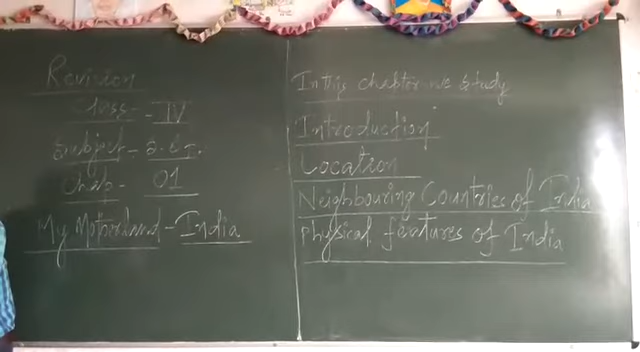 Revision
Class - IV
Subject - S.S.T.
Chap - 01
My Motherland - India
In this chapter we study
Introduction
Location
Neighbouring Countries of India
Physical features of India